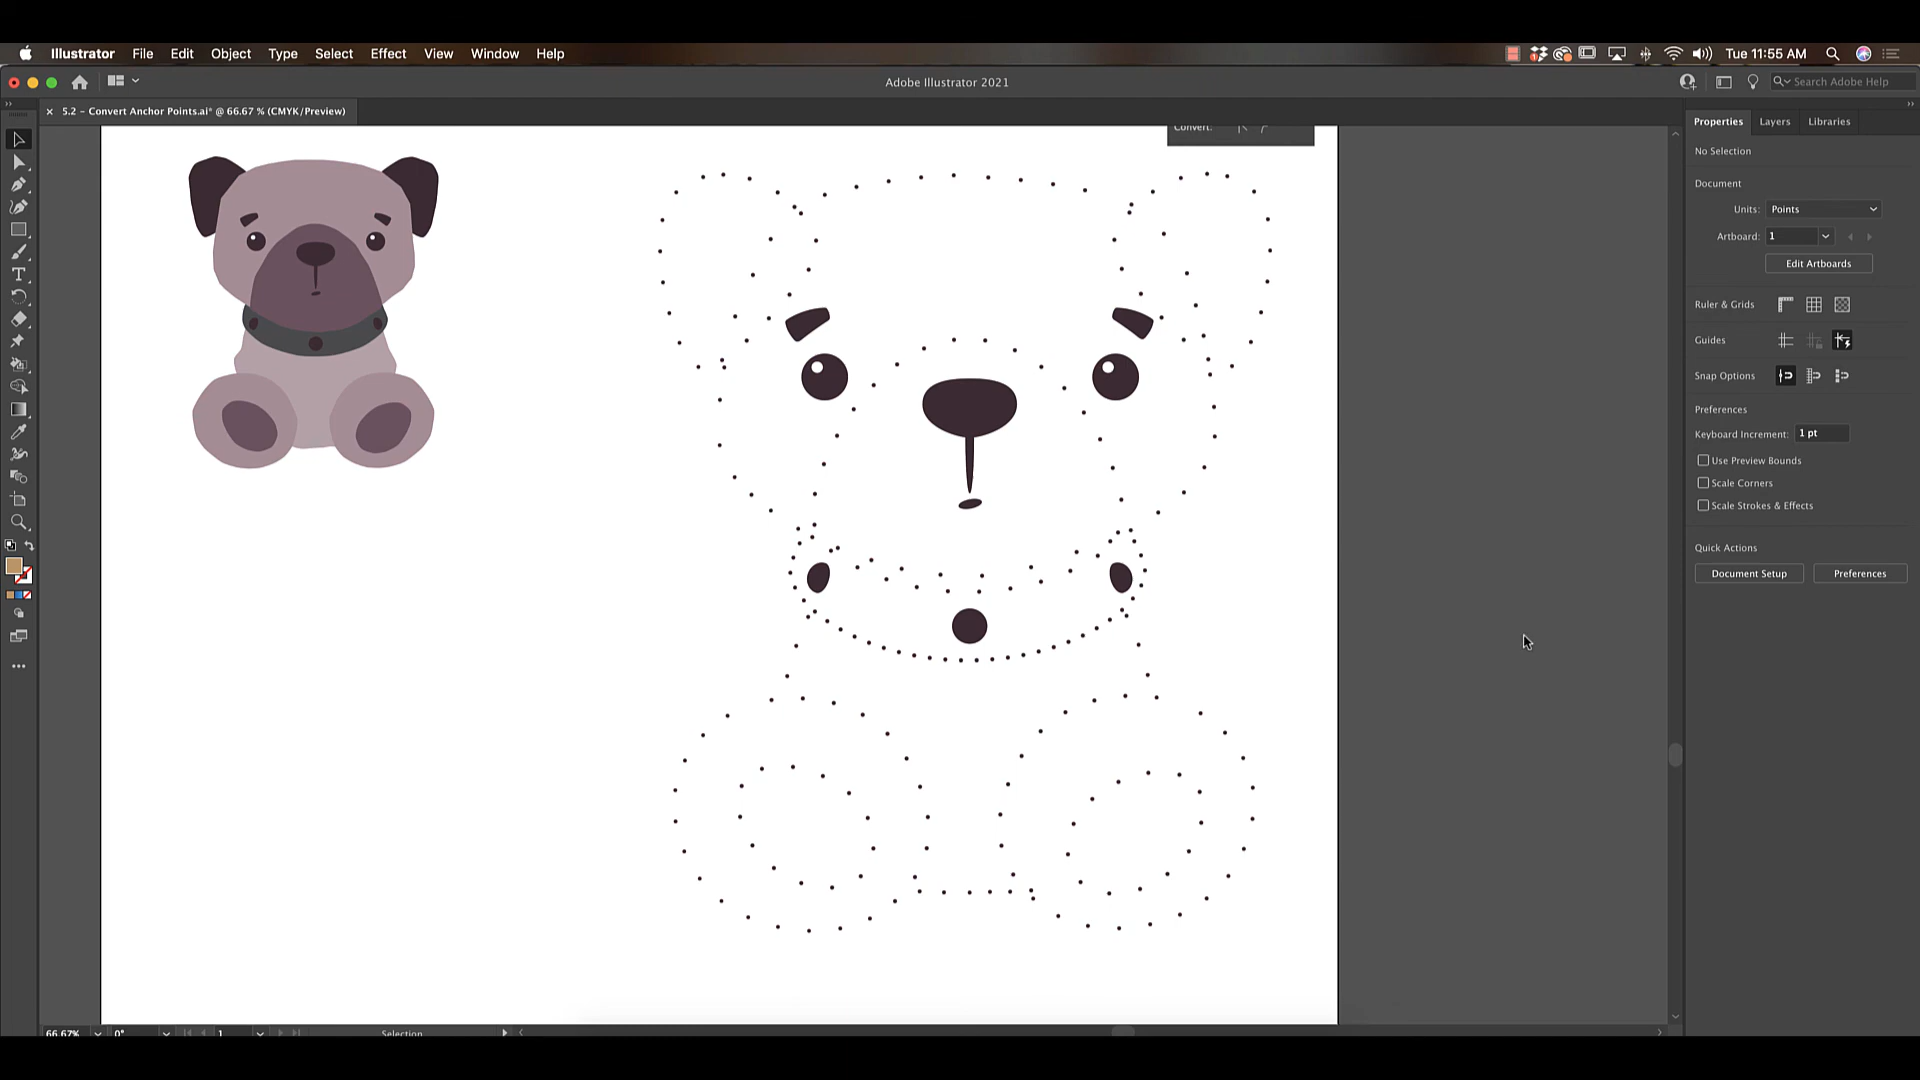 Illustrator File Edit Object Type Select Effect View Window Help
Tue 11:55 AM
Adobe Illustrator 2021
Search Adobe Help
5.2 - Convert Anchor Points.ai* @ 66.67 % (CMYK/Preview)
Properties Layers Libraries
Convert:
No Selection
Document
Units: Points
Artboard: 1
Edit Artboards
Ruler & Grids
Guides
Snap Options
Preferences
Keyboard Increment: 1 pt
Use Preview Bounds
Scale Corners
Scale Strokes & Effects
Quick Actions
Document Setup Preferences
66.67% 0° 1 Selection